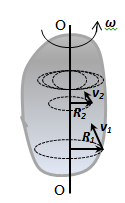 O ω
v₂
R₂
v₁
R₁
O